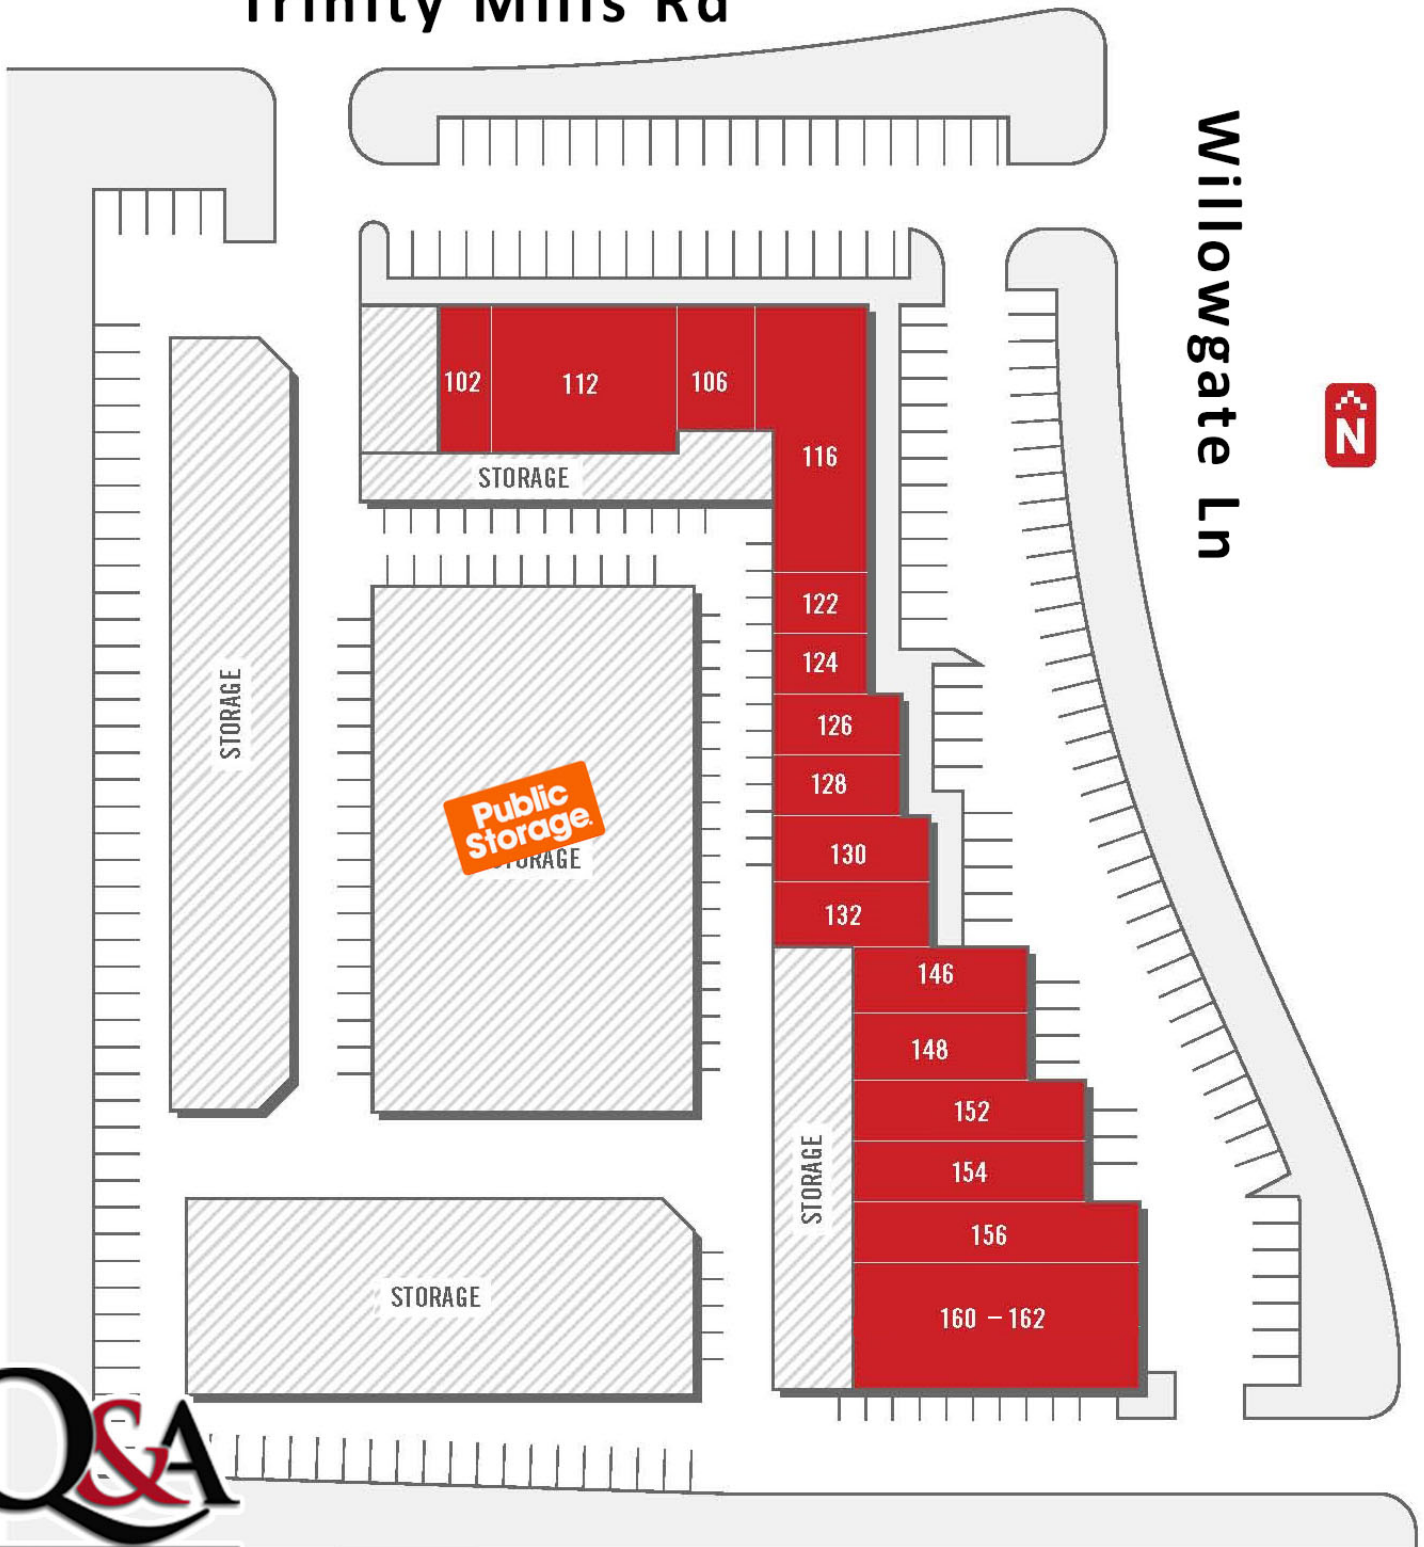 Trinity Mills Rd
Willowgate Ln
N
102
112
106
116
STORAGE
122
124
126
128
130
132
STORAGE
Public
Storage
STORAGE
146
148
152
154
156
160 – 162
STORAGE
STORAGE
Q&A